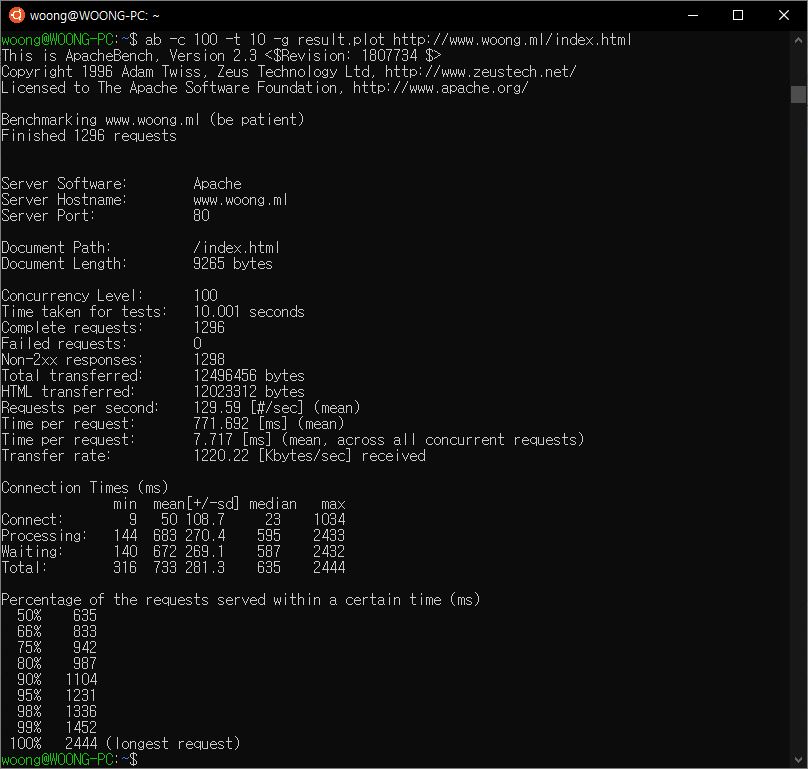 woong@WOONG-PC: ~
woong@WOONG-PC:~$ ab -c 100 -t 10 -g result.plot http://www.woong.ml/index.html
This is ApacheBench, Version 2.3 <$Revision: 1807734 $>
Copyright 1996 Adam Twiss, Zeus Technology Ltd, http://www.zeustech.net/
Licensed to The Apache Software Foundation, http://www.apache.org/

Benchmarking www.woong.ml (be patient)
Finished 1296 requests


Server Software:        Apache
Server Hostname:        www.woong.ml
Server Port:            80

Document Path:          /index.html
Document Length:        9265 bytes

Concurrency Level:      100
Time taken for tests:   10.001 seconds
Complete requests:      1296
Failed requests:        0
Non-2xx responses:      1298
Total transferred:      12496456 bytes
HTML transferred:       12023312 bytes
Requests per second:    129.59 [#/sec] (mean)
Time per request:       771.692 [ms] (mean)
Time per request:       7.717 [ms] (mean, across all concurrent requests)
Transfer rate:          1220.22 [Kbytes/sec] received

Connection Times (ms)
              min  mean[+/-sd] median   max
Connect:        9   50 108.7     23    1034
Processing:   144  683 270.4    595    2433
Waiting:      140  672 269.1    587    2432
Total:        316  733 281.3    635    2444

Percentage of the requests served within a certain time (ms)
  50%    635
  66%    833
  75%    942
  80%    987
  90%   1104
  95%   1231
  98%   1336
  99%   1452
 100%   2444 (longest request)
woong@WOONG-PC:~$